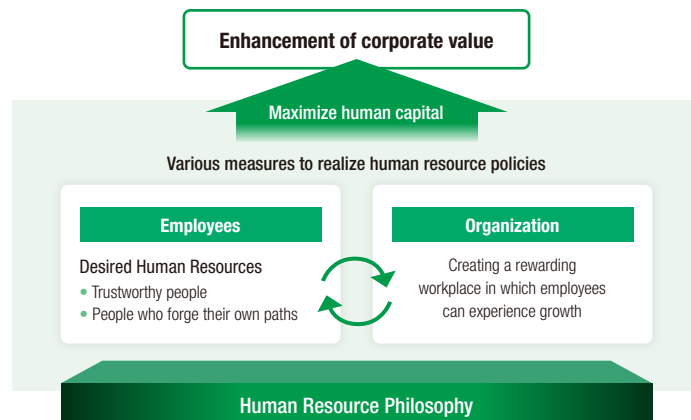 Enhancement of corporate value
Maximize human capital
Various measures to realize human resource policies
Employees
Desired Human Resources
• Trustworthy people
• People who forge their own paths
Organization
Creating a rewarding
workplace in which employees
can experience growth
Human Resource Philosophy